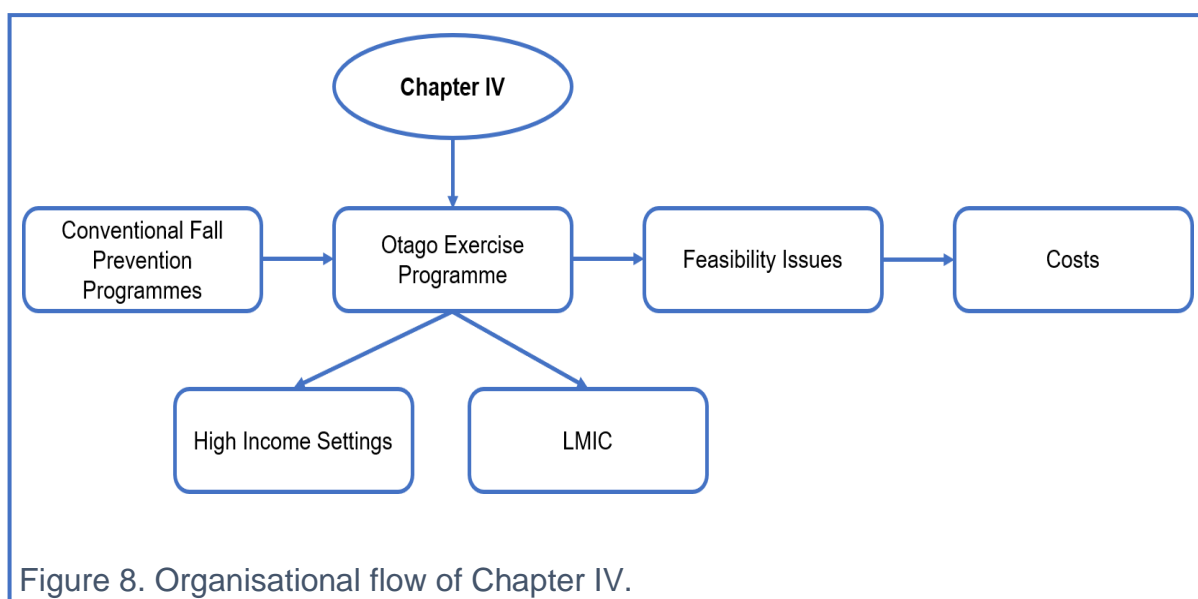 Chapter IV
Conventional Fall
Prevention
Programmes
Otago Exercise
Programme
Feasibility Issues
Costs
High Income Settings
LMIC
Figure 8. Organisational flow of Chapter IV.